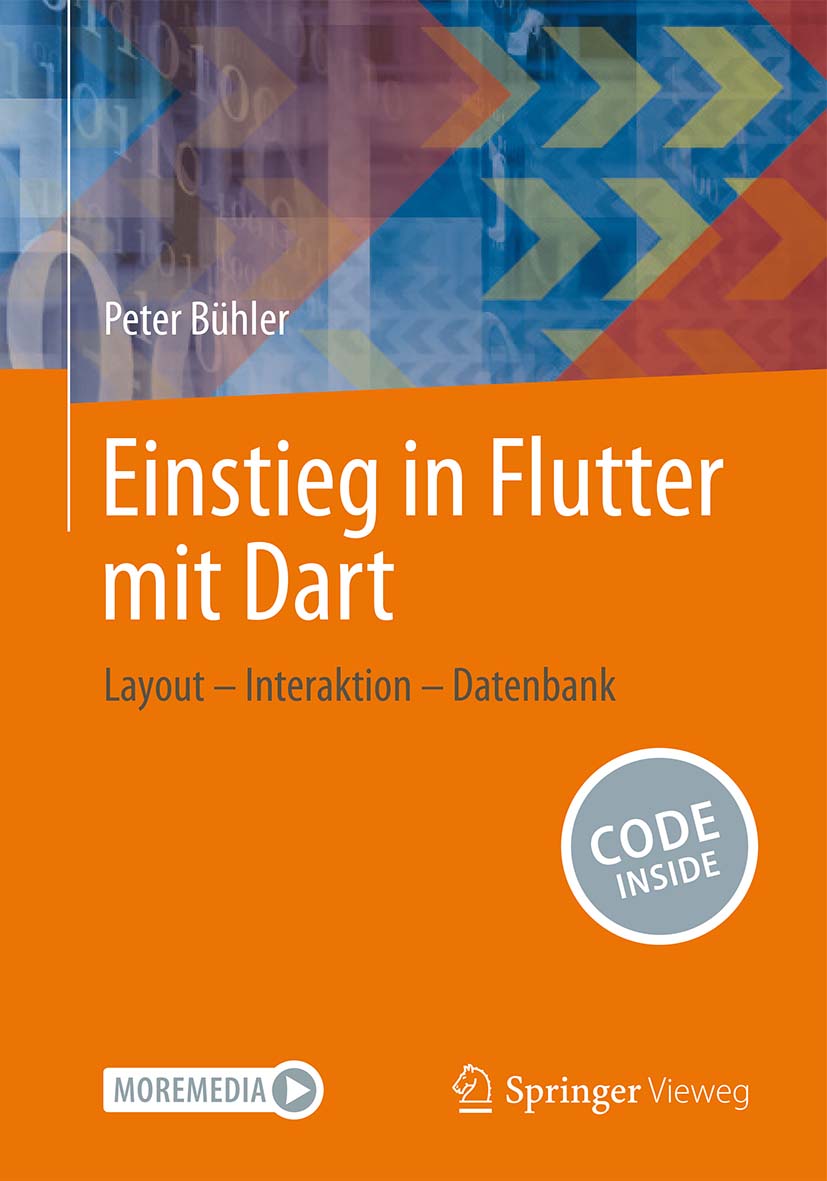 Peter Bühler
Einstieg in Flutter
mit Dart
Layout – Interaktion – Datenbank
CODE
INSIDE
MOREMEDIA
Springer Vieweg